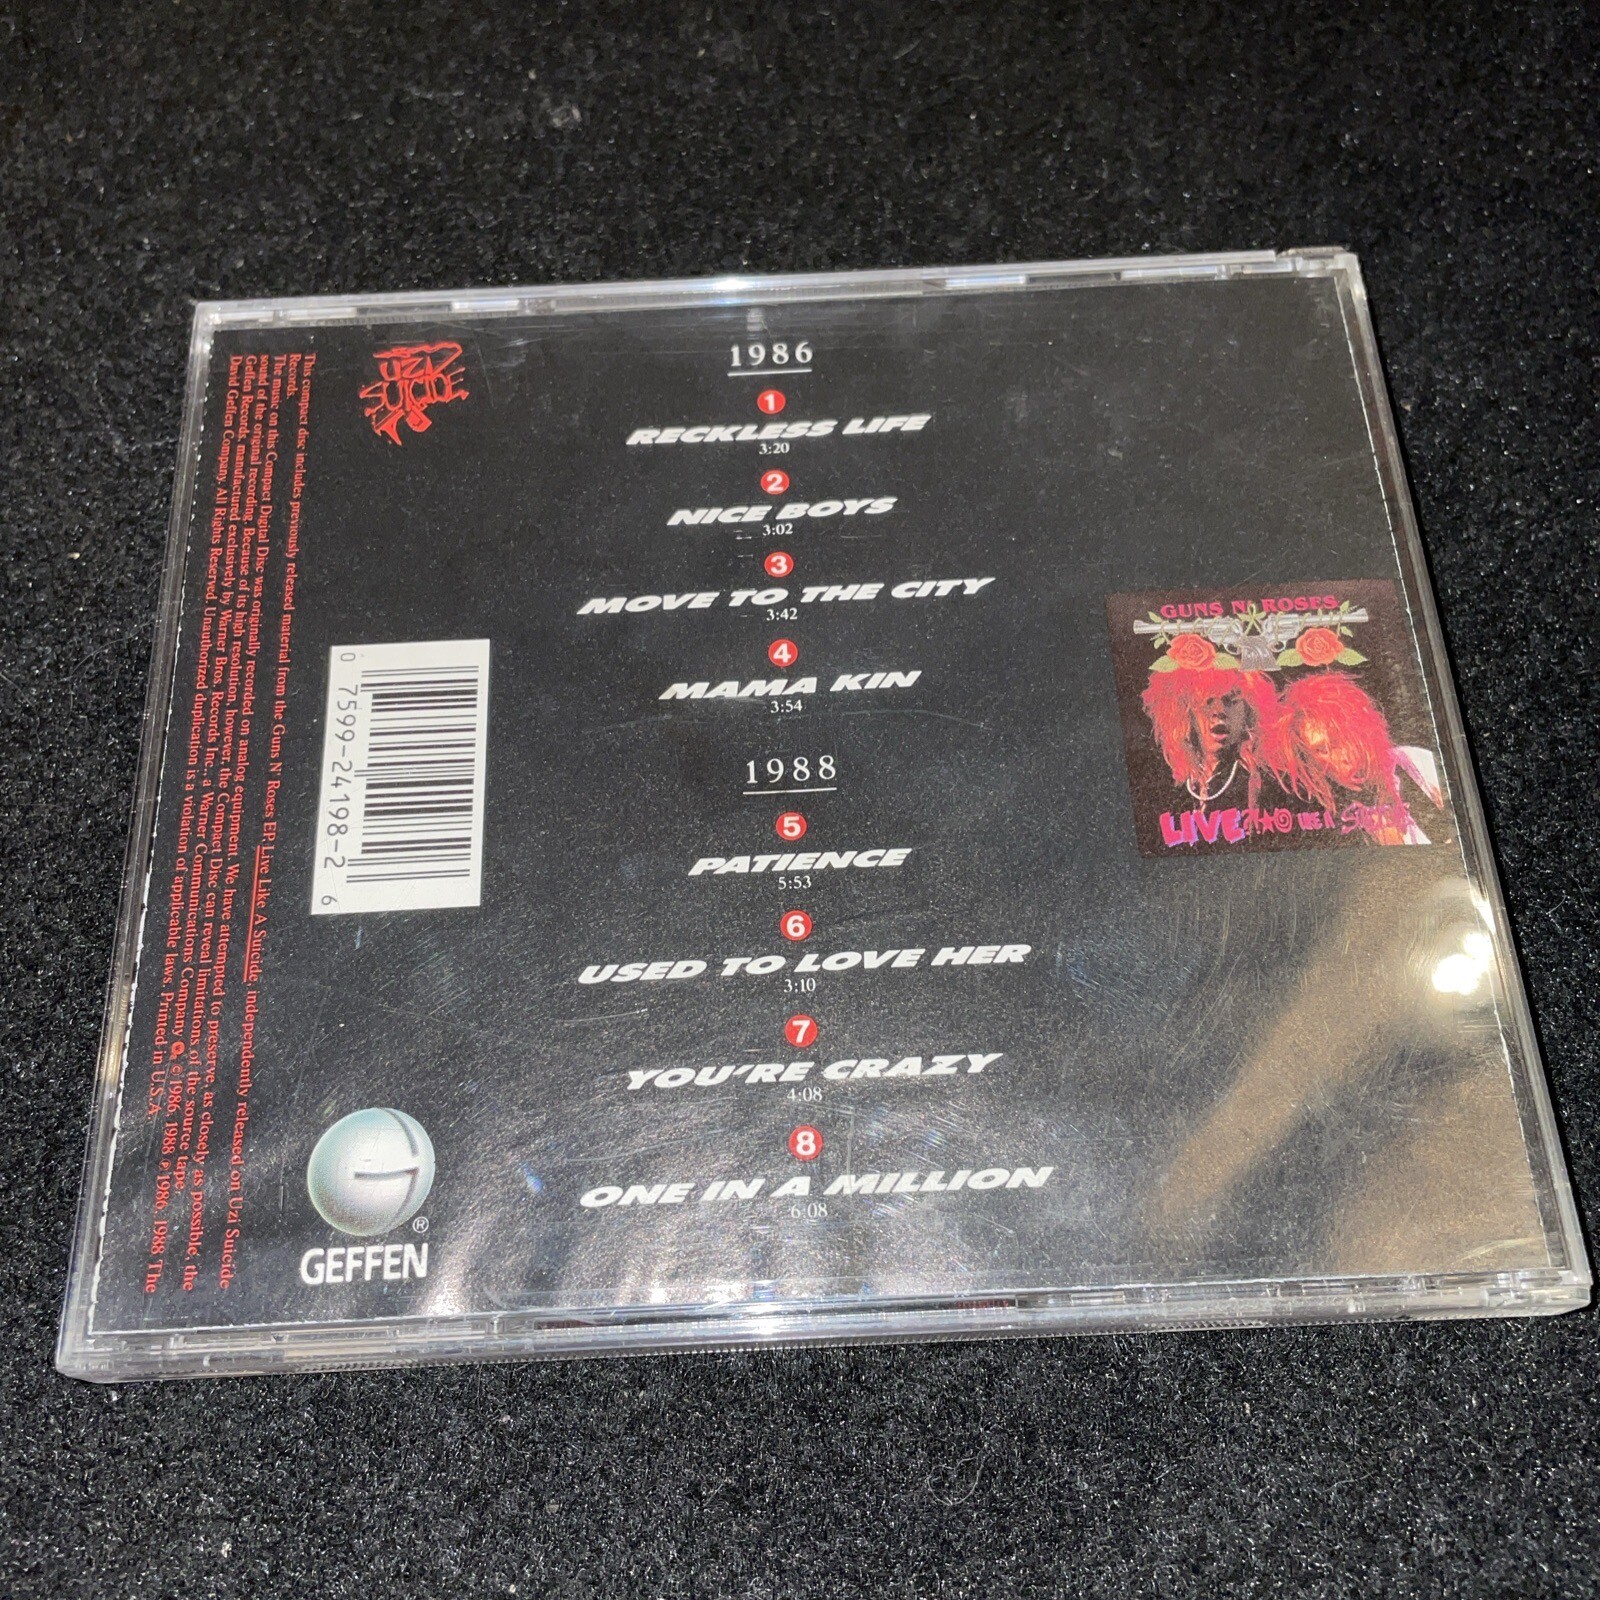 1986
1
RECKLESS LIFE
3:20
2
NICE BOYS
3:02
3
MOVE TO THE CITY
3:42
4
MAMA KIN
3:54
1988
5
PATIENCE
5:53
6
USED TO LOVE HER
3:10
7
YOU'RE CRAZY
4:08
8
ONE IN A MILLION
6:08
GUNS N' ROSES
LIVE ?!★@ LIKE A SUICIDE
This compact disc includes previously released material from the Guns N' Roses EP, Live Like A Suicide, independently released on Uzi Suicide
Records.
The music on this Compact Digital Disc was originally recorded on analog equipment. We have attempted to preserve, as closely as possible, the
sound of the original recording. Because of its high resolution, however, the Compact Disc can reveal limitations of the source tape.
Geffen Records, manufactured exclusively by Warner Bros. Records Inc., a Warner Communications Company. © 1986, 1988 ℗ 1986, 1988 The
David Geffen Company. All Rights Reserved. Unauthorized duplication is a violation of applicable laws. Printed in U.S.A.
0 7599-24198-2 6
®
GEFFEN